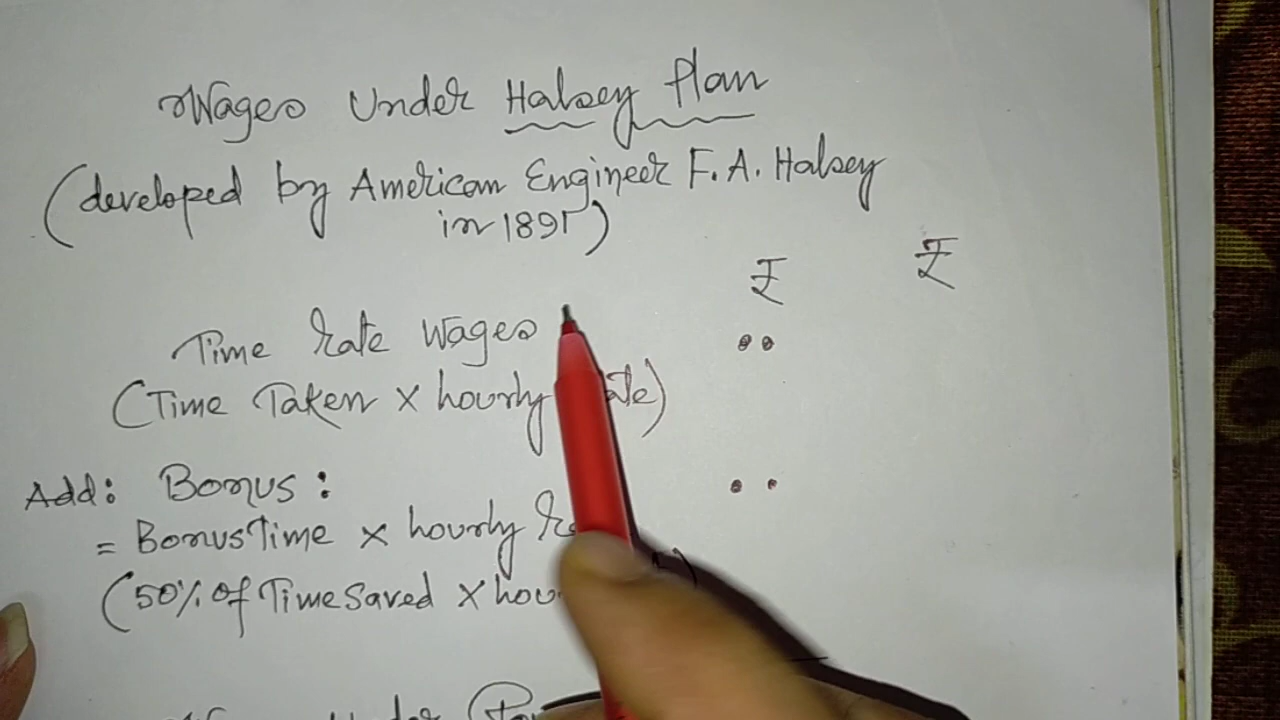 Wages Under Halsey Plan
(developed by American Engineer F.A. Halsey
in 1891)
₹ ₹
Time Rate Wages
(Time Taken × hourly
Add: Bonus:
= Bonus Time × hourly
(50% of Time Saved ×
Under